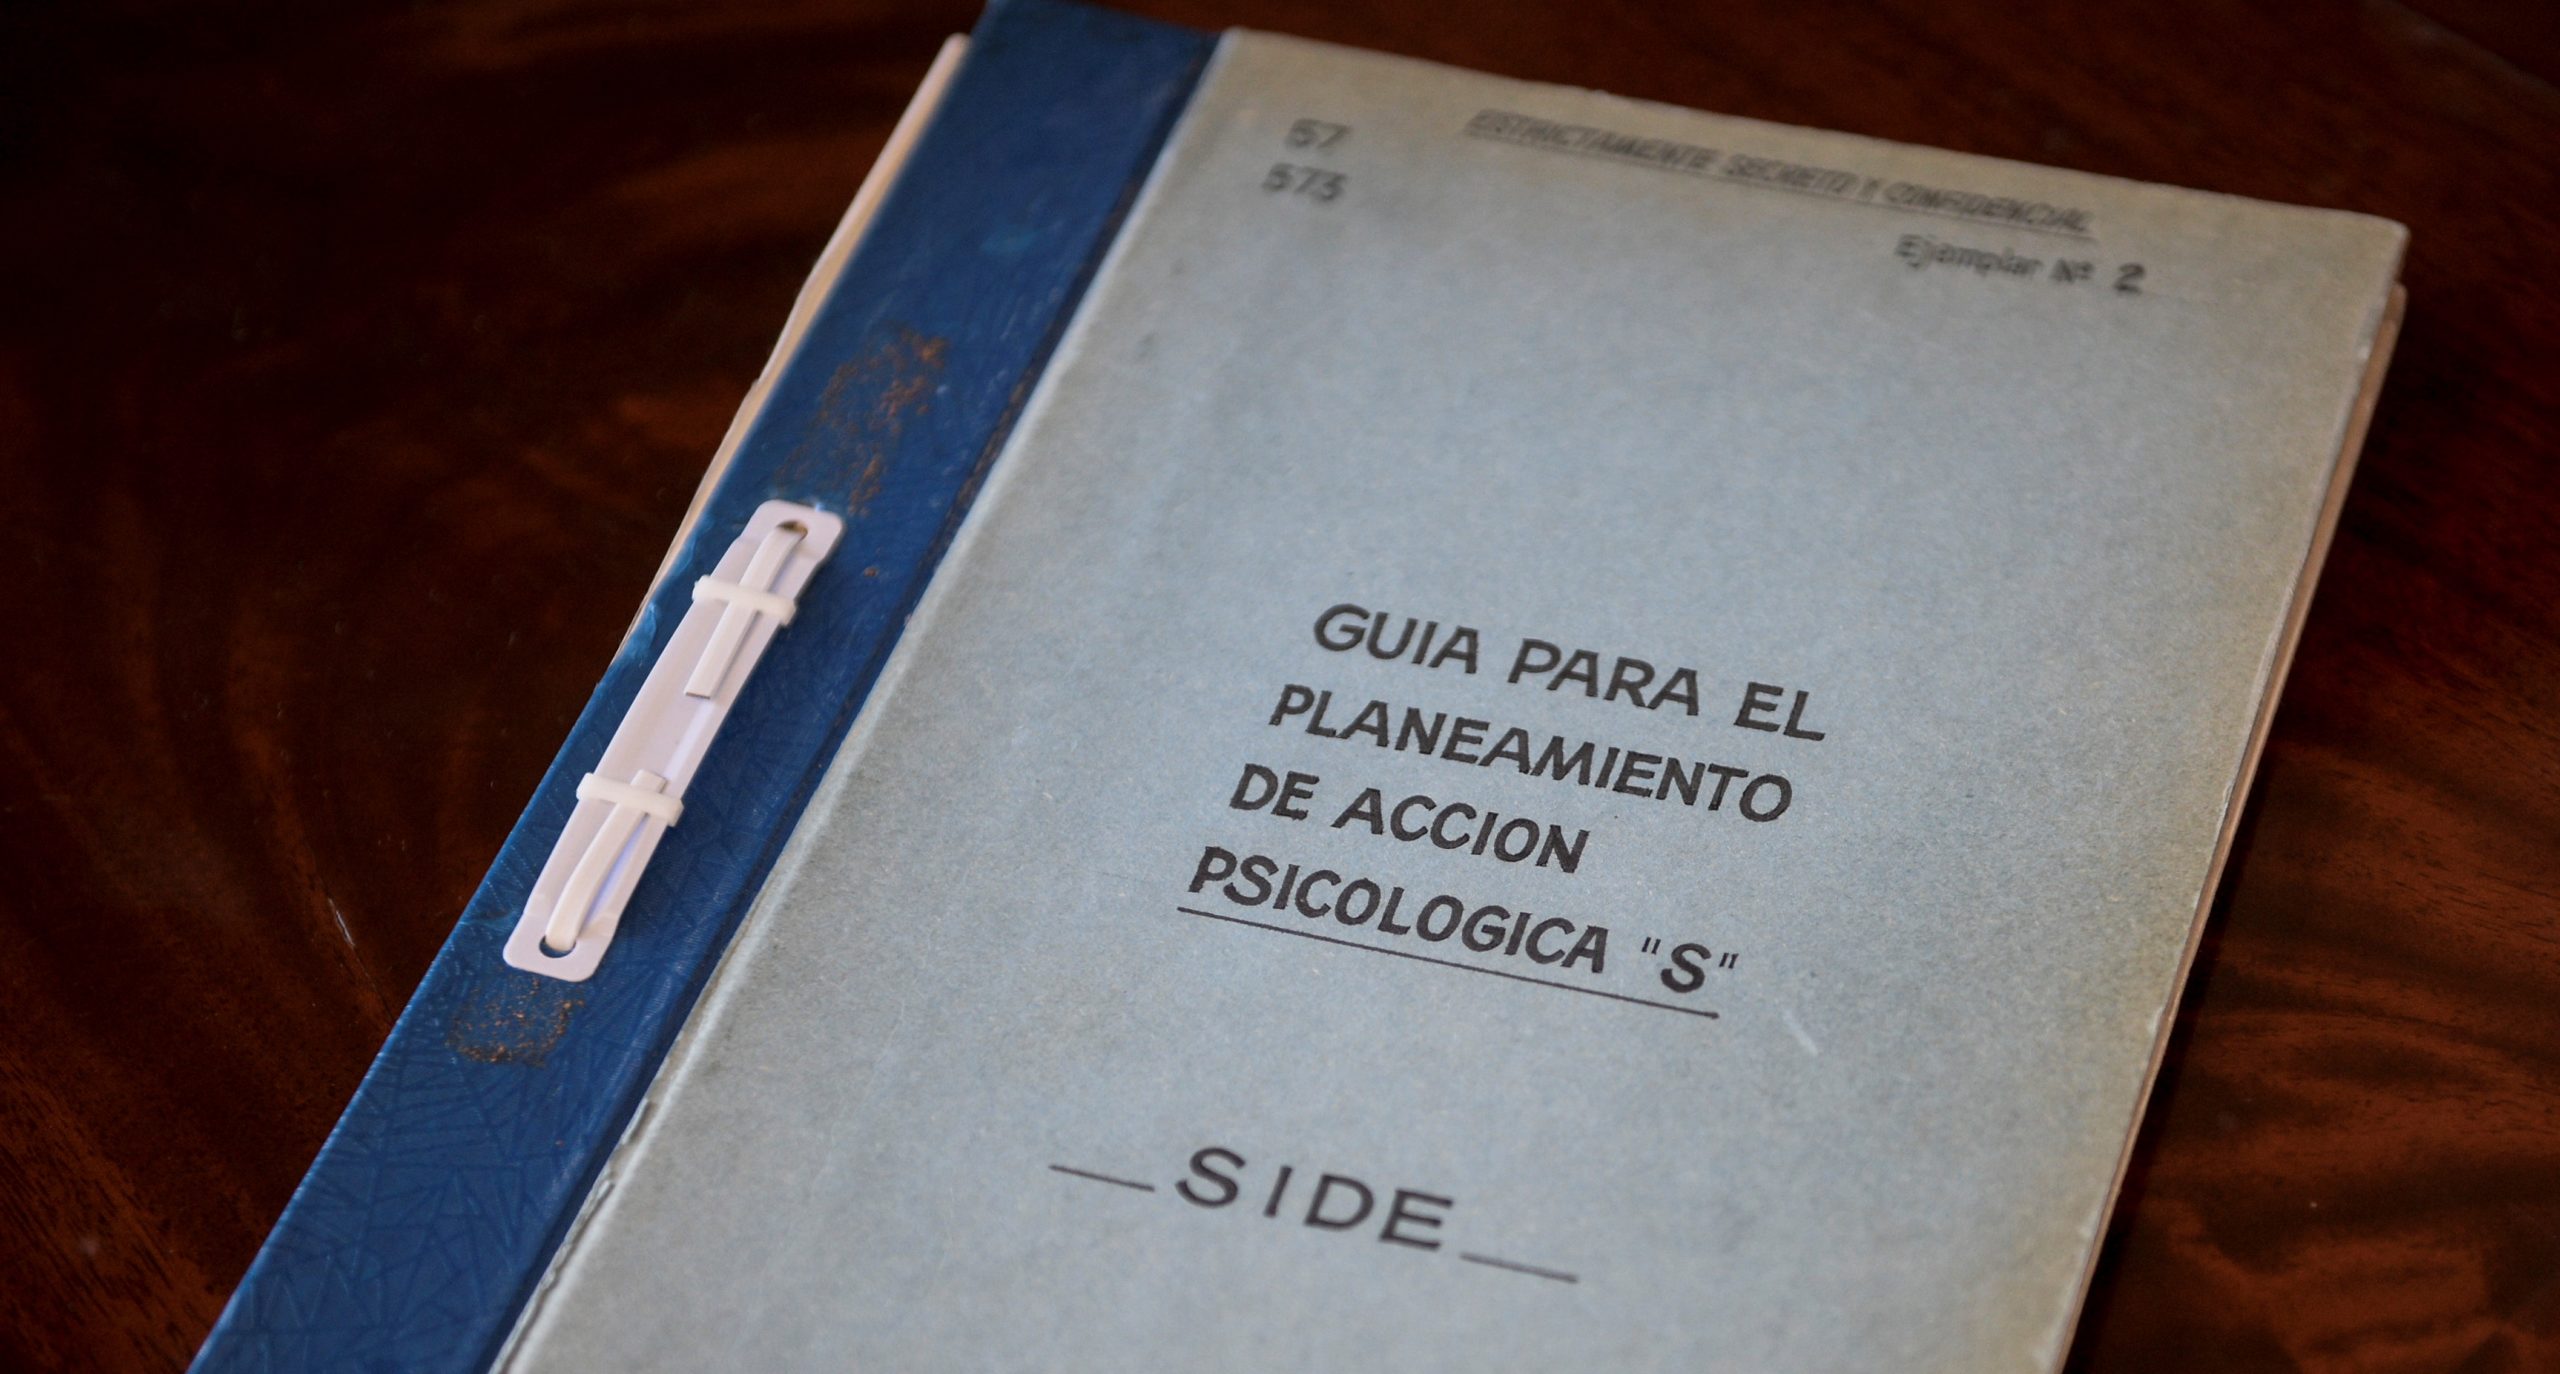 57
573
ESTRICTAMENTE SECRETO Y CONFIDENCIAL
Ejemplar Nº 2
GUIA PARA EL
PLANEAMIENTO
DE ACCION
PSICOLOGICA "S"
SIDE